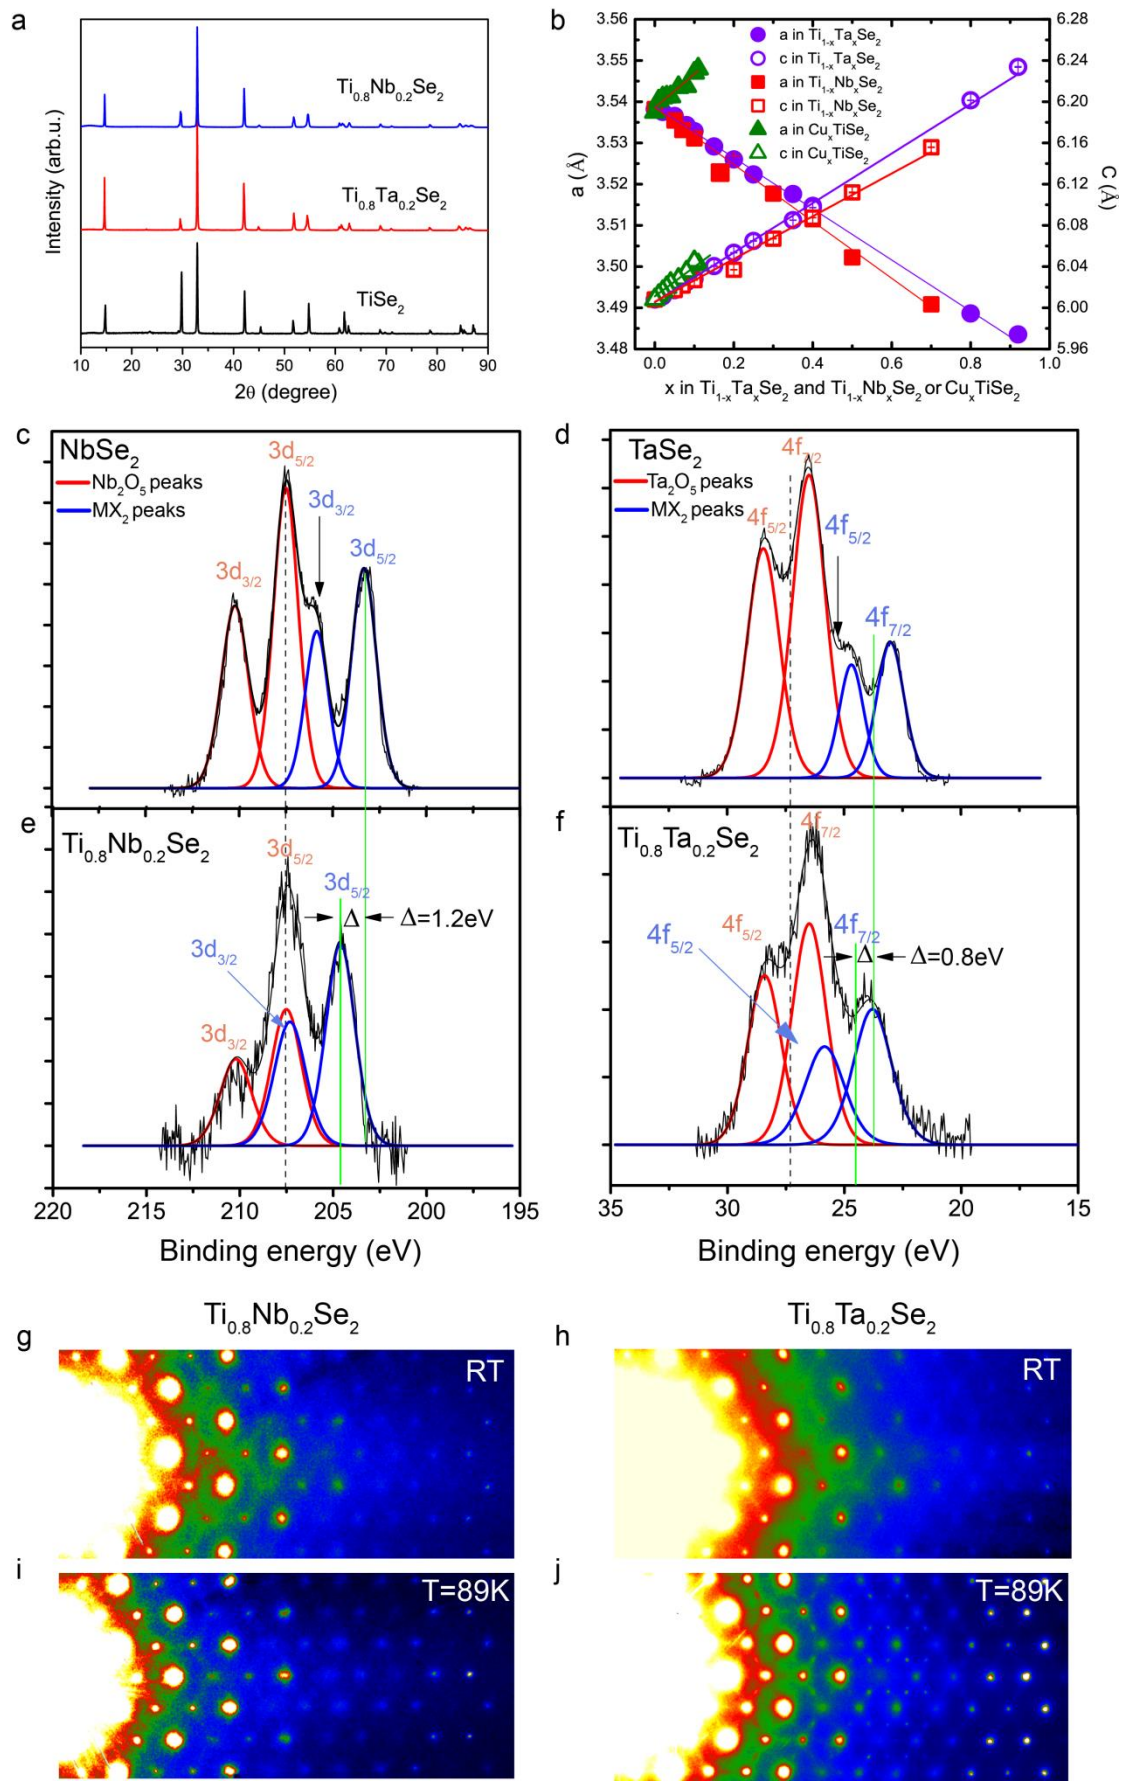 a
Intensity (arb.u.)
Ti0.8Nb0.2Se2
Ti0.8Ta0.2Se2
TiSe2
10 20 30 40 50 60 70 80 90
2θ (degree)
b
3.56
3.55
3.54
3.53
3.52
3.51
3.50
3.49
3.48
a (Å)
a in Ti1-xTaxSe2
c in Ti1-xTaxSe2
a in Ti1-xNbxSe2
c in Ti1-xNbxSe2
a in CuxTiSe2
c in CuxTiSe2
6.28
6.24
6.20
6.16
6.12
6.08
6.04
6.00
5.96
C (Å)
0.0 0.2 0.4 0.6 0.8 1.0
x in Ti1-xTaxSe2 and Ti1-xNbxSe2 or CuxTiSe2
c
NbSe2
Nb2O5 peaks
MX2 peaks
3d5/2
3d3/2
3d5/2
3d3/2
d
TaSe2
Ta2O5 peaks
MX2 peaks
4f7/2
4f5/2
4f5/2
4f7/2
e
Ti0.8Nb0.2Se2
3d5/2
3d5/2
Δ
Δ=1.2eV
3d3/2
3d3/2
220 215 210 205 200 195
Binding energy (eV)
f
Ti0.8Ta0.2Se2
4f7/2
4f5/2
4f5/2
4f7/2
Δ
Δ=0.8eV
35 30 25 20 15
Binding energy (eV)
Ti0.8Nb0.2Se2
g
RT
Ti0.8Ta0.2Se2
h
RT
i
T=89K
j
T=89K